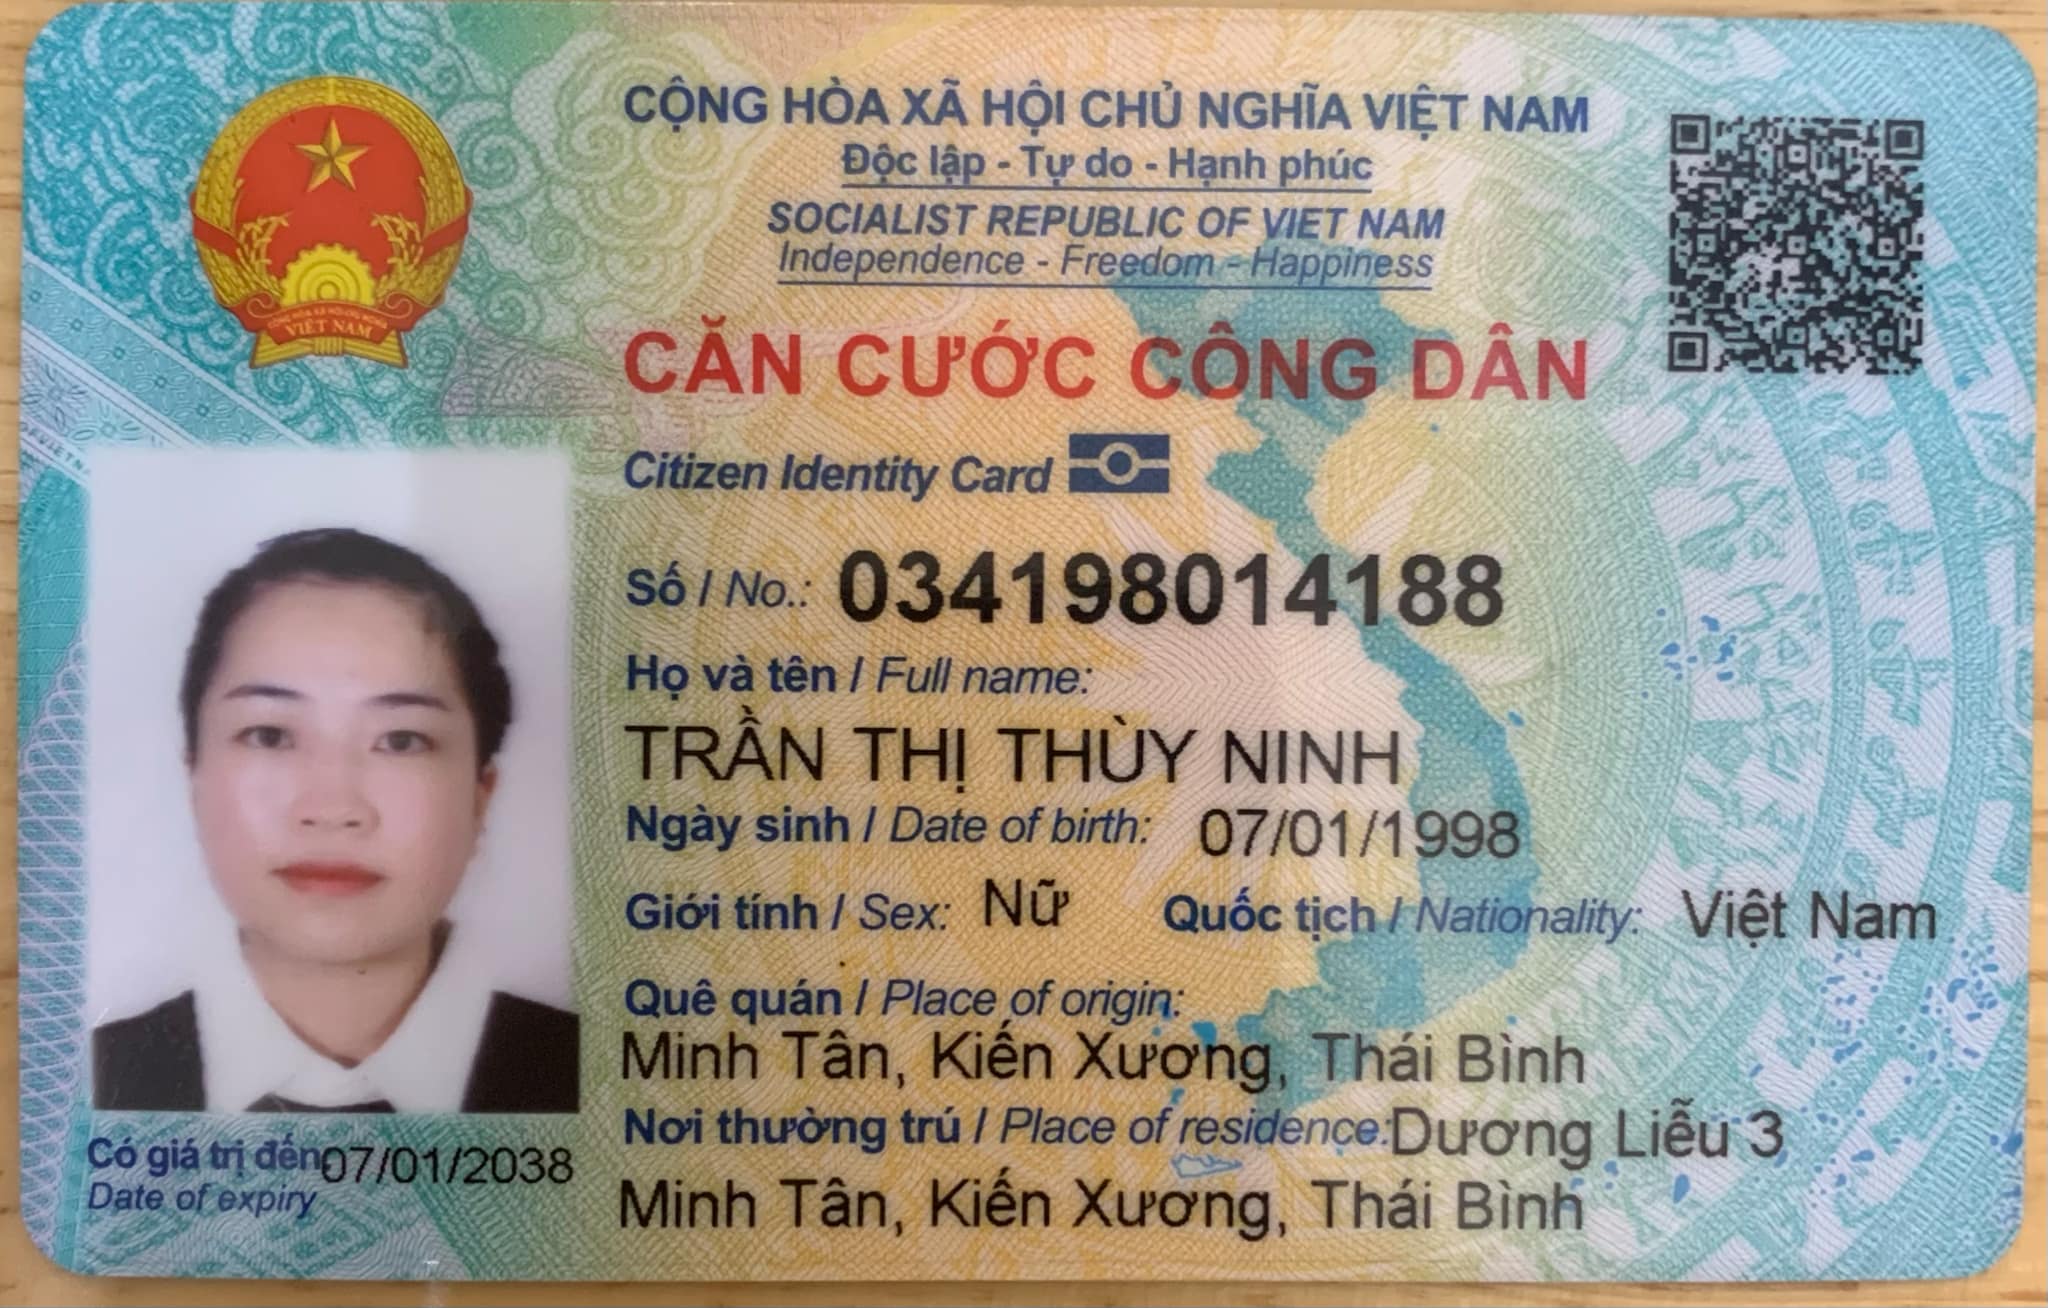 CỘNG HÒA XÃ HỘI CHỦ NGHĨA VIỆT NAM
Độc lập - Tự do - Hạnh phúc
SOCIALIST REPUBLIC OF VIET NAM
Independence - Freedom - Happiness
CỘNG HÒA XÃ HỘI CHỦ NGHĨA
VIỆT NAM
CĂN CƯỚC CÔNG DÂN
Citizen Identity Card
Số / No.: 034198014188
Họ và tên / Full name:
TRẦN THỊ THÙY NINH
Ngày sinh / Date of birth: 07/01/1998
Giới tính / Sex: Nữ Quốc tịch / Nationality: Việt Nam
Quê quán / Place of origin:
Minh Tân, Kiến Xương, Thái Bình
Nơi thường trú / Place of residence: Dương Liễu 3
Minh Tân, Kiến Xương, Thái Bình
Có giá trị đến 07/01/2038
Date of expiry